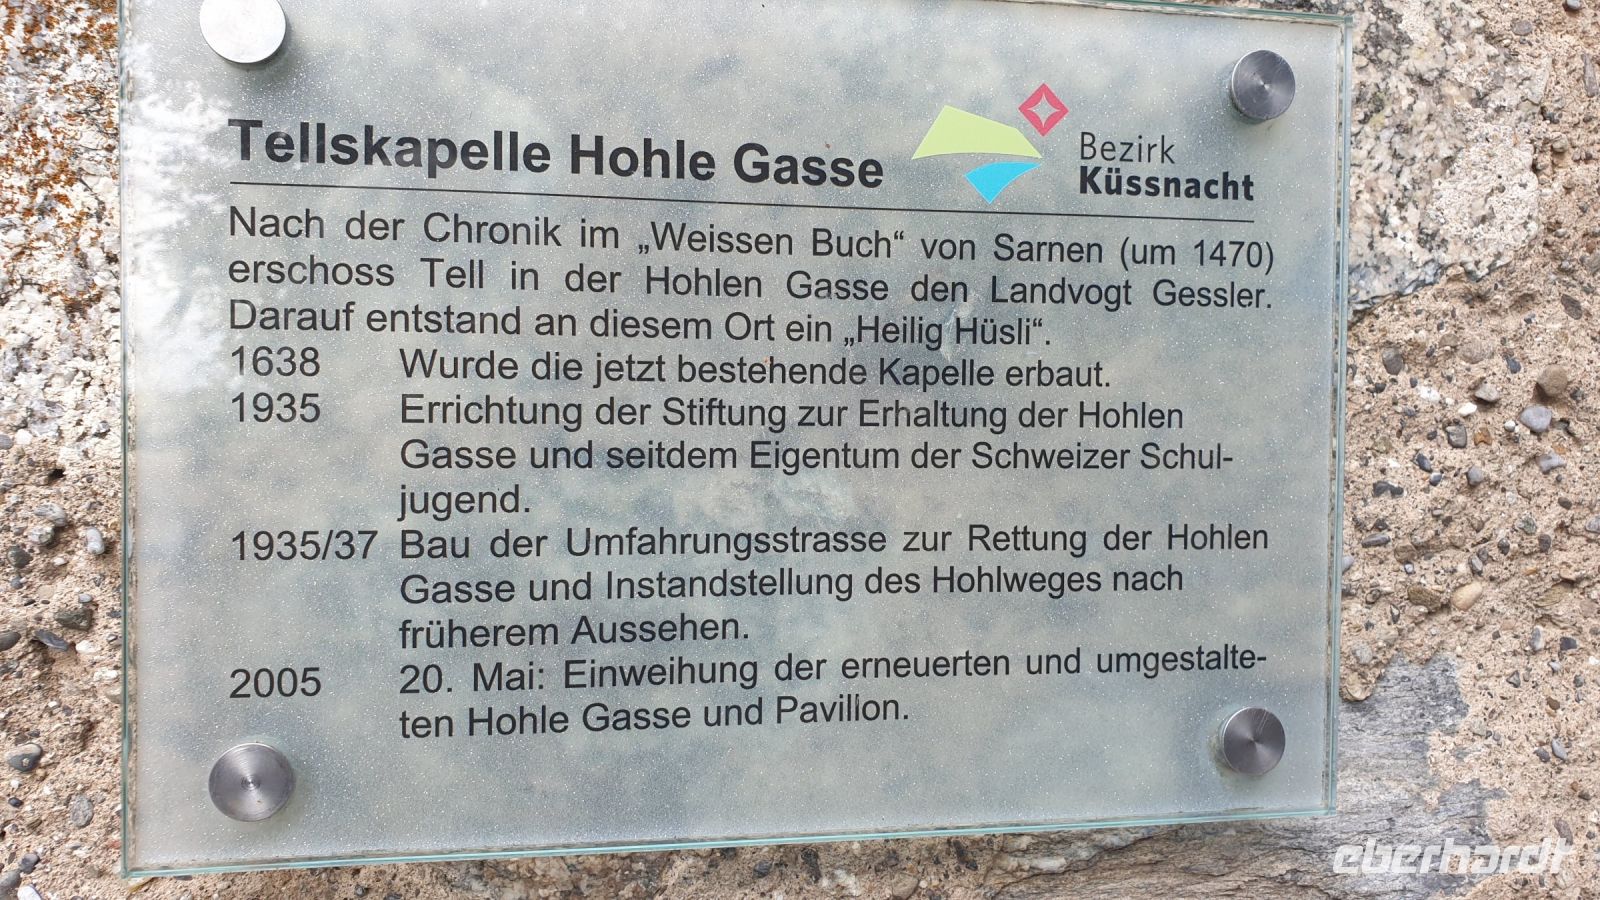 Tellskapelle Hohle Gasse
Bezirk
Küssnacht
Nach der Chronik im „Weissen Buch“ von Sarnen (um 1470)
erschoss Tell in der Hohlen Gasse den Landvogt Gessler.
Darauf entstand an diesem Ort ein „Heilig Hüsli“.
1638 Wurde die jetzt bestehende Kapelle erbaut.
1935 Errichtung der Stiftung zur Erhaltung der Hohlen
Gasse und seitdem Eigentum der Schweizer Schul-
jugend.
1935/37 Bau der Umfahrungsstrasse zur Rettung der Hohlen
Gasse und Instandstellung des Hohlweges nach
früherem Aussehen.
2005 20. Mai: Einweihung der erneuerten und umgestalte-
ten Hohle Gasse und Pavillon.
eberhardt